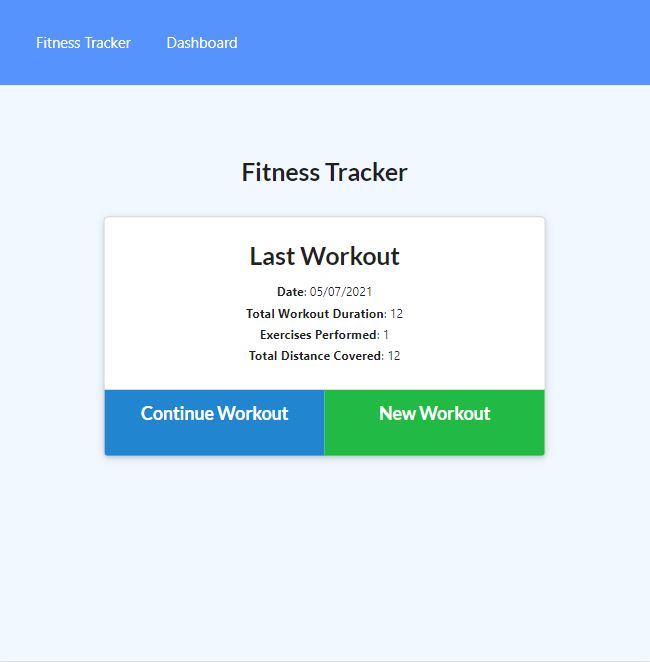 Fitness Tracker Dashboard
Fitness Tracker
Last Workout
Date: 05/07/2021
Total Workout Duration: 12
Exercises Performed: 1
Total Distance Covered: 12
Continue Workout New Workout